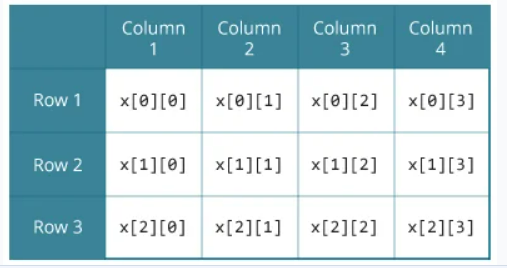 Column 1 Column 2 Column 3 Column 4
Row 1 x[0][0] x[0][1] x[0][2] x[0][3]
Row 2 x[1][0] x[1][1] x[1][2] x[1][3]
Row 3 x[2][0] x[2][1] x[2][2] x[2][3]